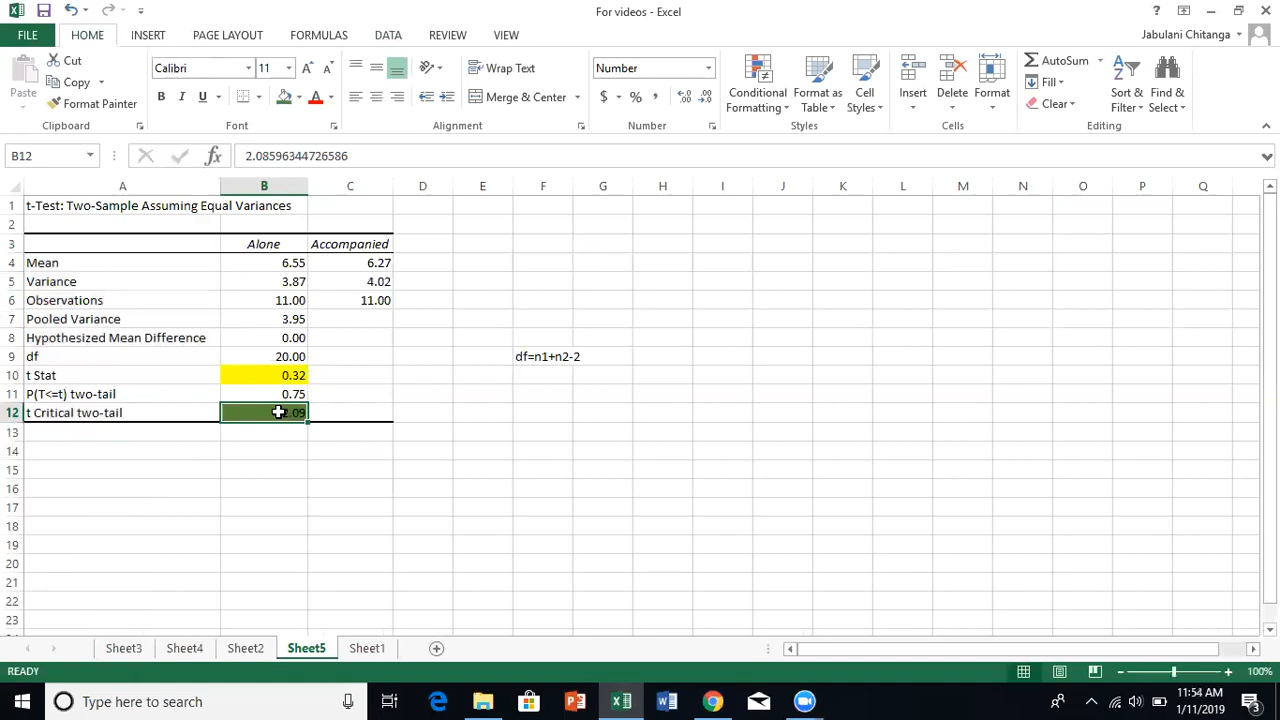 For videos - Excel
FILE HOME INSERT PAGE LAYOUT FORMULAS DATA REVIEW VIEW
Jabulani Chitanga
Paste
Cut
Copy
Format Painter
Clipboard
Calibri 11
B I U
Font
Wrap Text
Merge & Center
Alignment
Number
$ % ,
Number
Conditional Formatting
Format as Table
Cell Styles
Styles
Insert Delete Format
Cells
AutoSum
Fill
Clear
Sort & Filter
Find & Select
Editing
B12 fx 2.08596344726586
A B C D E F G H I J K L M N O P Q
1 t-Test: Two-Sample Assuming Equal Variances
2
3 Alone Accompanied
4 Mean 6.55 6.27
5 Variance 3.87 4.02
6 Observations 11.00 11.00
7 Pooled Variance 3.95
8 Hypothesized Mean Difference 0.00
9 df 20.00 df=n1+n2-2
10 t Stat 0.32
11 P(T<=t) two-tail 0.75
12 t Critical two-tail
13
14
15
16
17
18
19
20
21
22
23
Sheet3 Sheet4 Sheet2 Sheet5 Sheet1
READY 100%
Type here to search
11:54 AM
1/11/2019
3